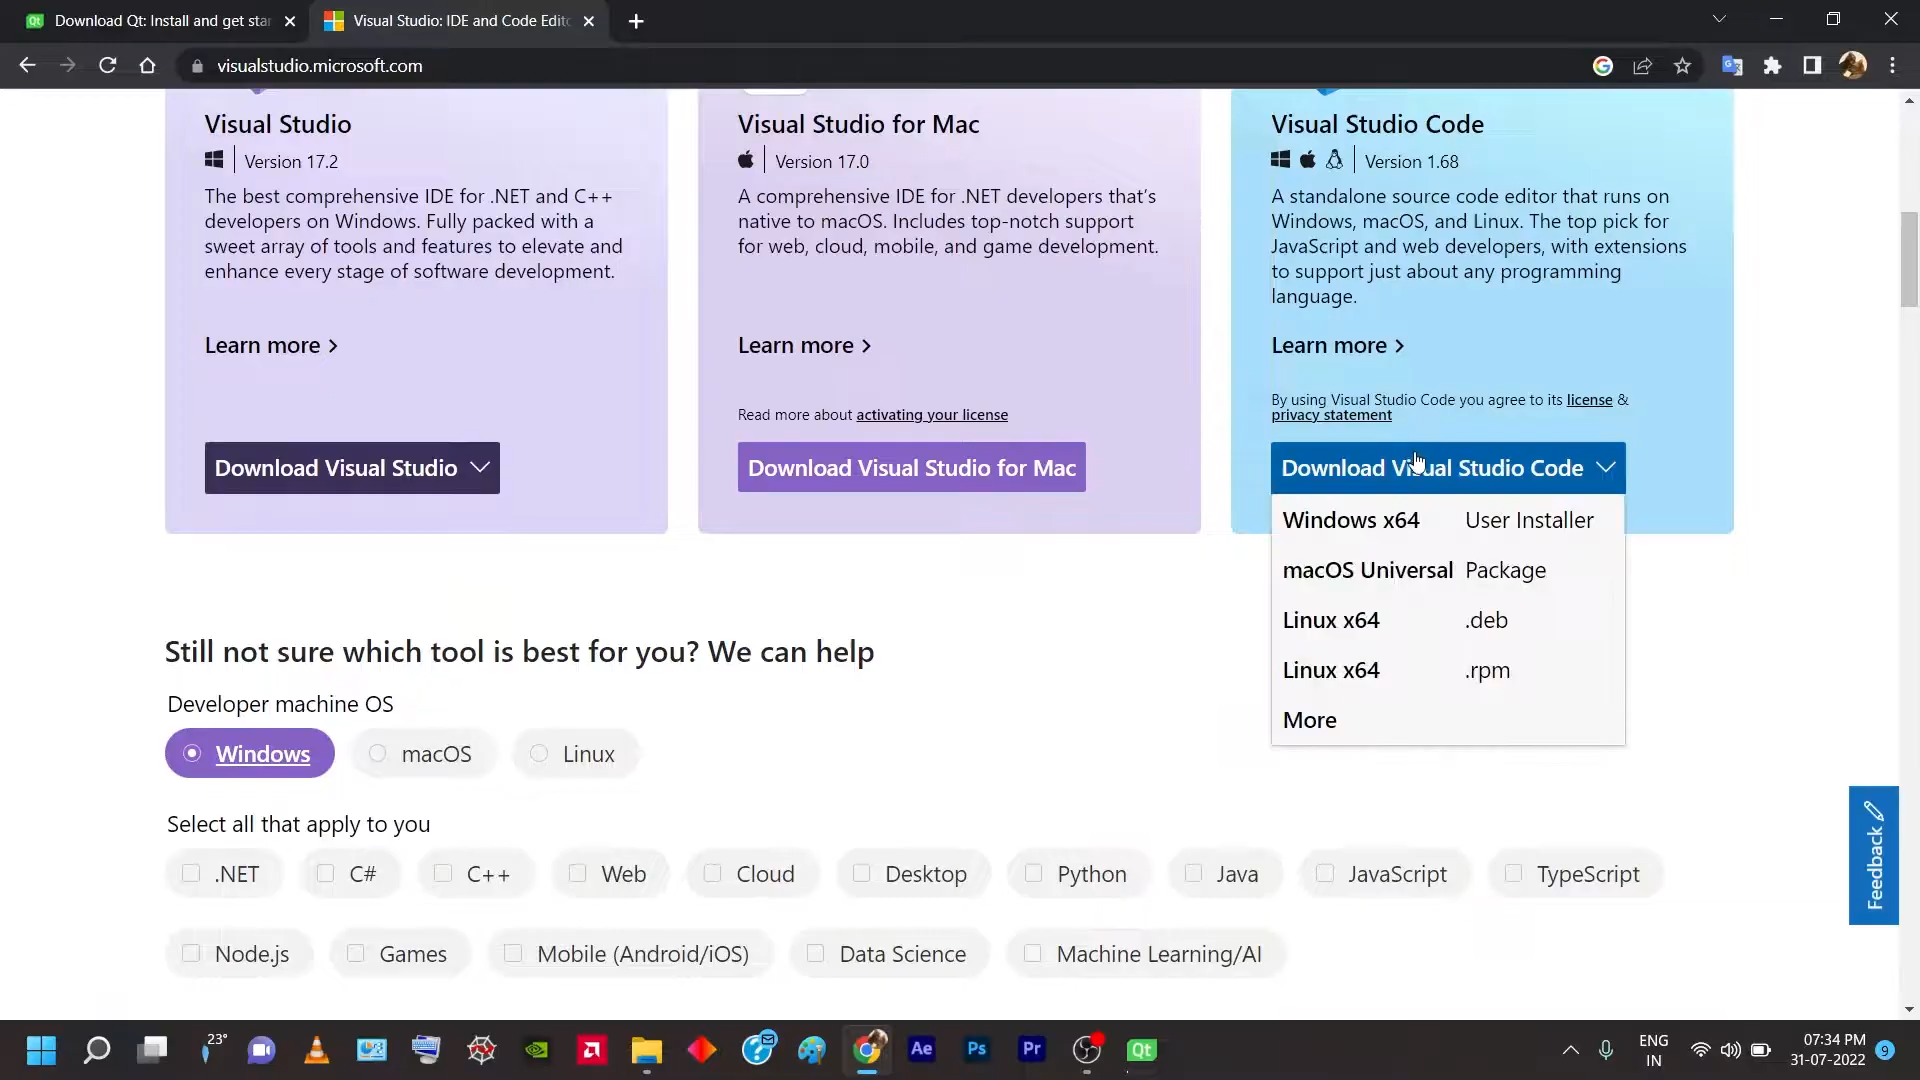 Download Qt: Install and get star
Visual Studio: IDE and Code Edito
visualstudio.microsoft.com
Visual Studio
Version 17.2
The best comprehensive IDE for .NET and C++
developers on Windows. Fully packed with a
sweet array of tools and features to elevate and
enhance every stage of software development.
Learn more
Download Visual Studio
Visual Studio for Mac
Version 17.0
A comprehensive IDE for .NET developers that's
native to macOS. Includes top-notch support
for web, cloud, mobile, and game development.
Learn more
Read more about activating your license
Download Visual Studio for Mac
Visual Studio Code
Version 1.68
A standalone source code editor that runs on
Windows, macOS, and Linux. The top pick for
JavaScript and web developers, with extensions
to support just about any programming
language.
Learn more
By using Visual Studio Code you agree to its license &
privacy statement
Download Visual Studio Code
Windows x64 User Installer
macOS Universal Package
Linux x64 .deb
Linux x64 .rpm
More
Still not sure which tool is best for you? We can help
Developer machine OS
Windows macOS Linux
Select all that apply to you
.NET C# C++ Web Cloud Desktop Python Java JavaScript TypeScript
Node.js Games Mobile (Android/iOS) Data Science Machine Learning/AI
Feedback
23°
Ae Ps Pr Qt
ENG
IN
07:34 PM
31-07-2022
9